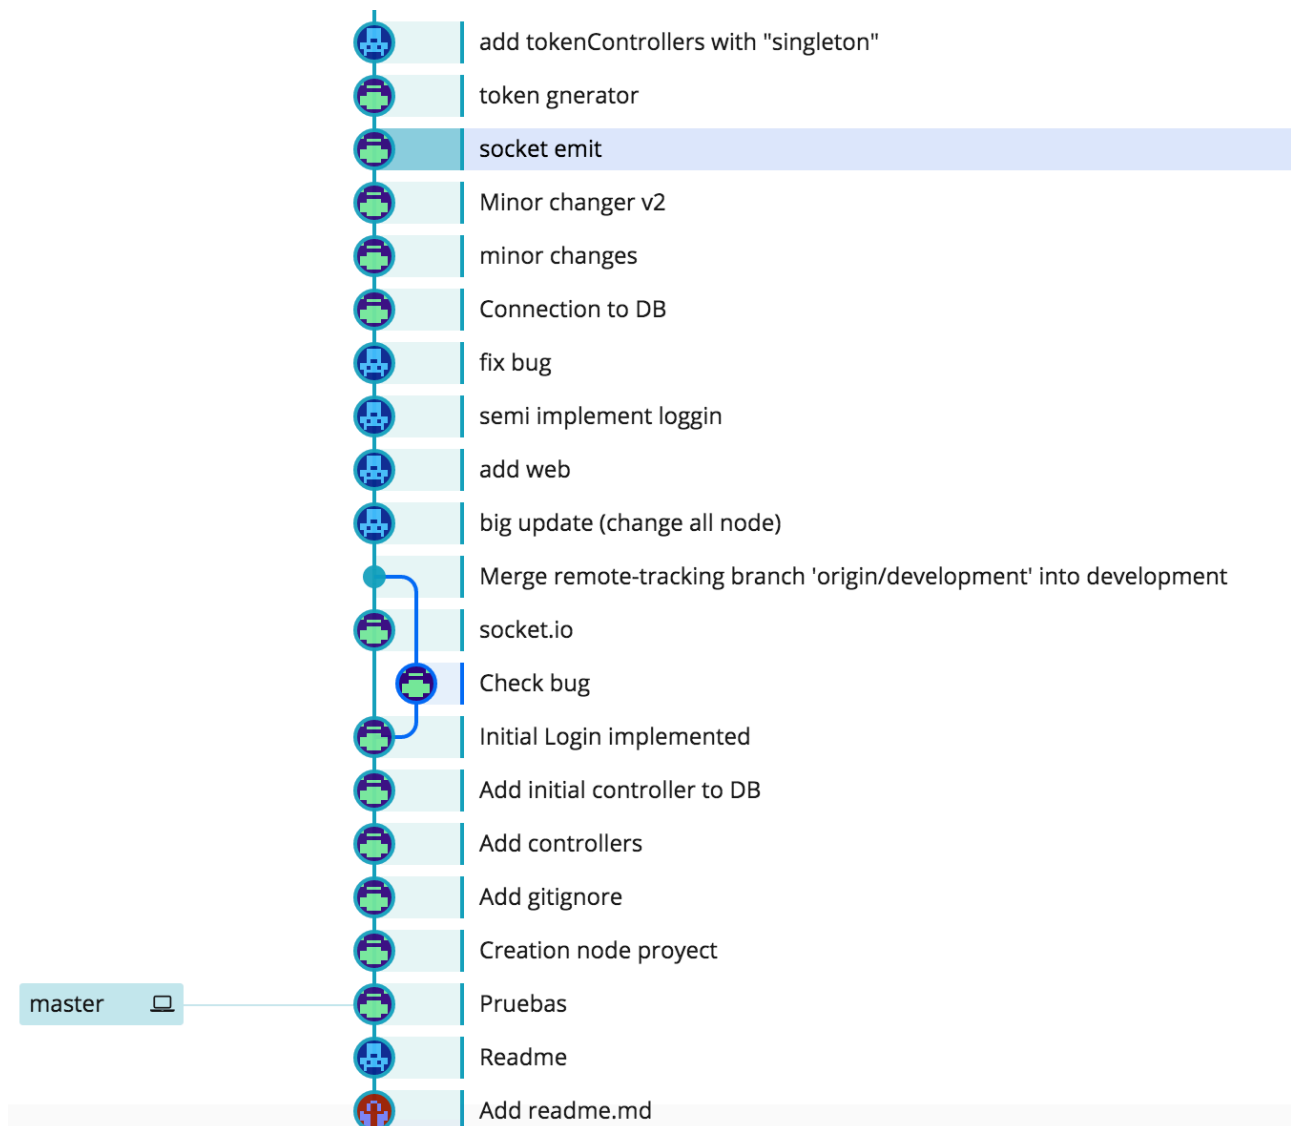 add tokenControllers with "singleton"
token gnerator
socket emit
Minor changer v2
minor changes
Connection to DB
fix bug
semi implement loggin
add web
big update (change all node)
Merge remote-tracking branch 'origin/development' into development
socket.io
Check bug
Initial Login implemented
Add initial controller to DB
Add controllers
Add gitignore
Creation node proyect
master
Pruebas
Readme
Add readme.md